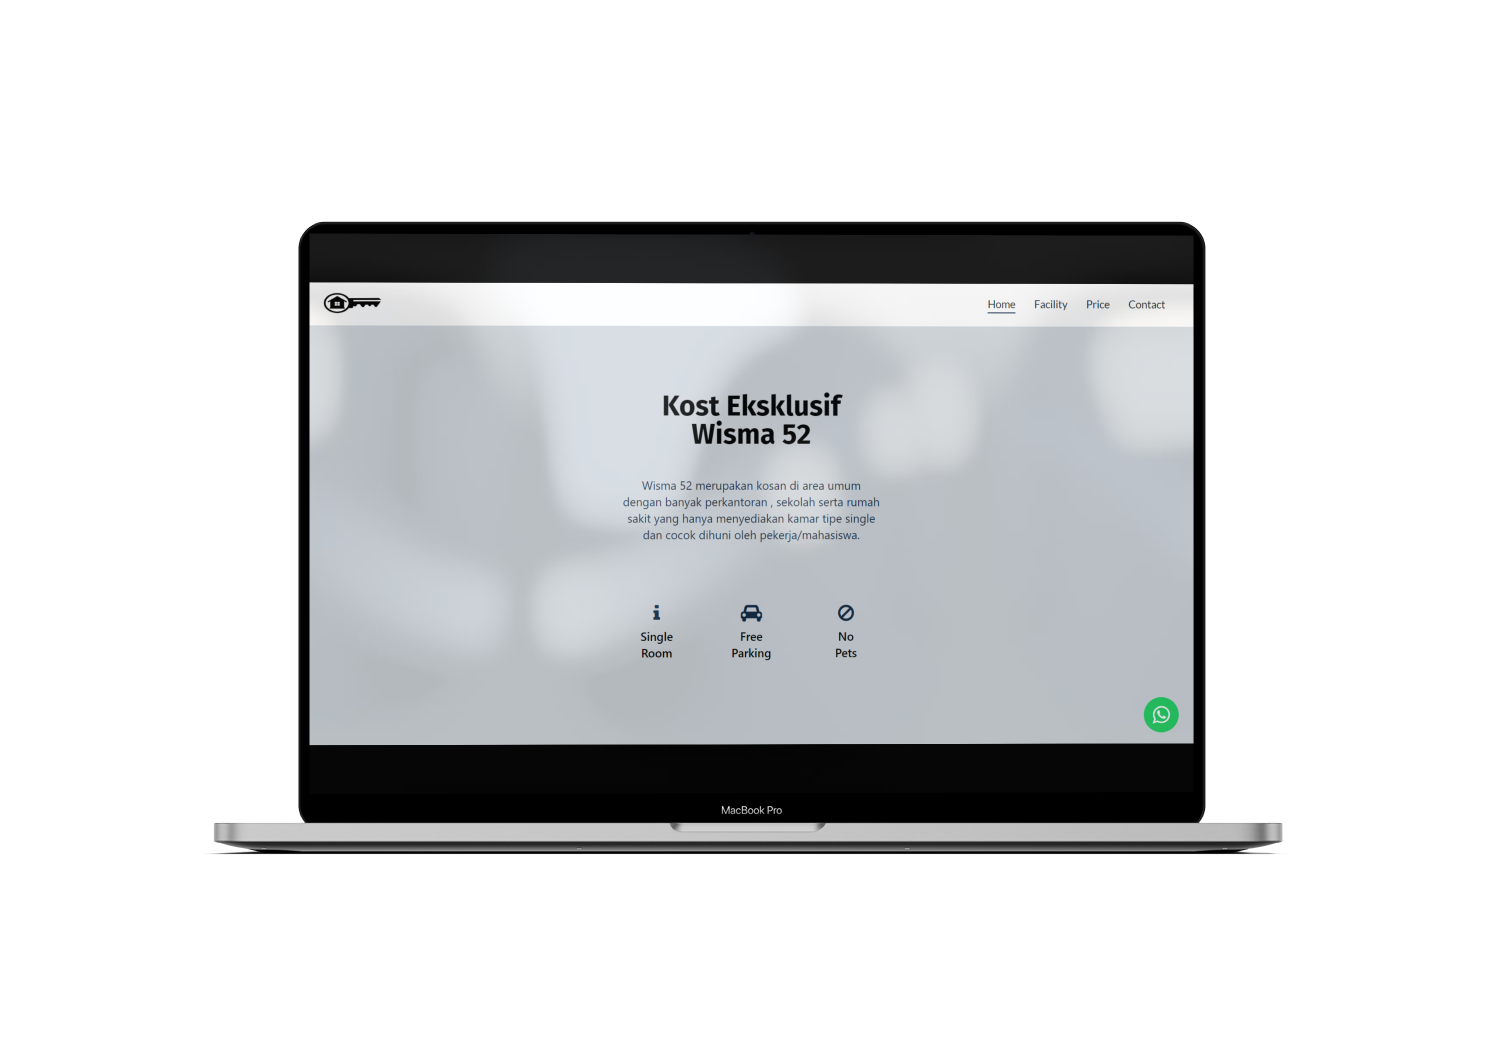 Home Facility Price Contact
Kost Eksklusif
Wisma 52
Wisma 52 merupakan kosan di area umum
dengan banyak perkantoran , sekolah serta rumah
sakit yang hanya menyediakan kamar tipe single
dan cocok dihuni oleh pekerja/mahasiswa.
Single
Room
Free
Parking
No
Pets
MacBook Pro